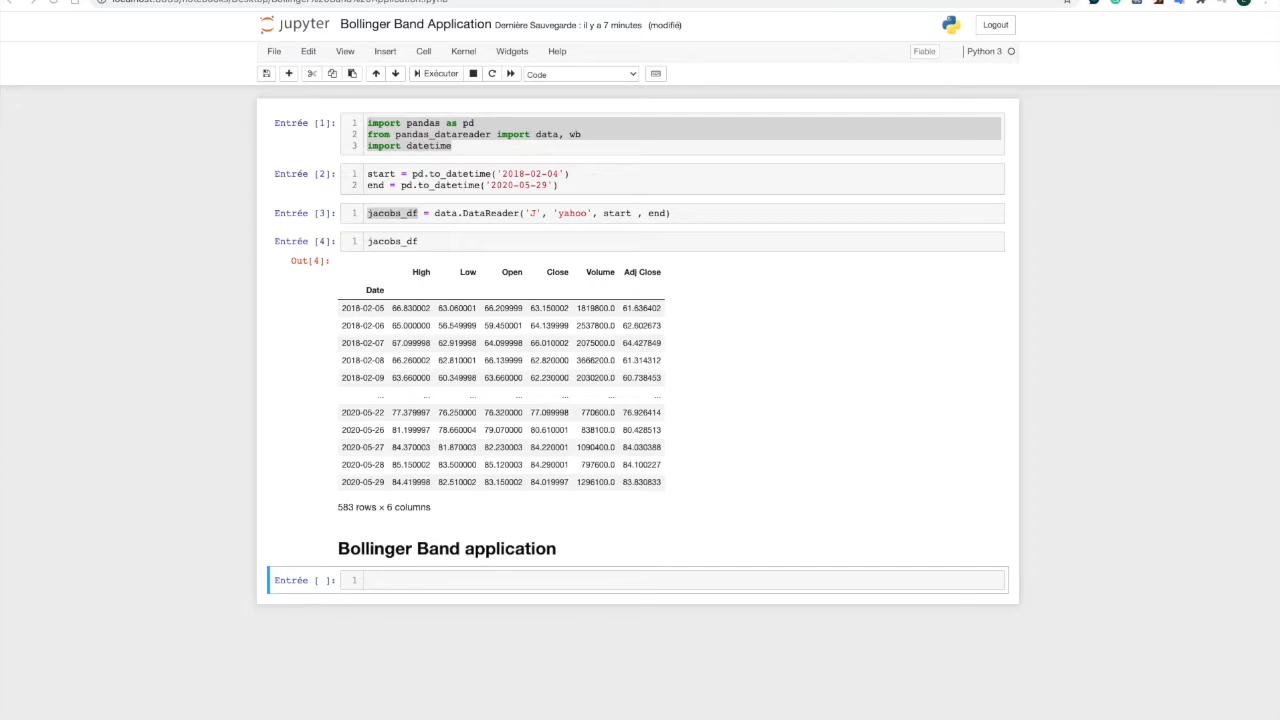 jupyter Bollinger Band Application Dernière Sauvegarde : il y a 7 minutes (modifié) Logout
File Edit View Insert Cell Kernel Widgets Help Fiable Python 3
Exécuter Code
Entrée [1]: 1 import pandas as pd
2 from pandas_datareader import data, wb
3 import datetime
Entrée [2]: 1 start = pd.to_datetime('2018-02-04')
2 end = pd.to_datetime('2020-05-29')
Entrée [3]: 1 jacobs_df = data.DataReader('J', 'yahoo', start , end)
Entrée [4]: 1 jacobs_df
Out[4]:
High Low Open Close Volume Adj Close
Date
2018-02-05 66.830002 63.060001 66.209999 63.150002 1819800.0 61.636402
2018-02-06 65.000000 56.549999 59.450001 64.139999 2537800.0 62.602673
2018-02-07 67.099998 62.919998 64.099998 66.010002 2075000.0 64.427849
2018-02-08 66.260002 62.810001 66.139999 62.820000 3666200.0 61.314312
2018-02-09 63.660000 60.349998 63.660000 62.230000 2030200.0 60.738453
... ... ... ... ... ... ...
2020-05-22 77.379997 76.250000 76.320000 77.099998 770600.0 76.926414
2020-05-26 81.199997 78.660004 79.070000 80.610001 838100.0 80.428513
2020-05-27 84.370003 81.870003 82.230003 84.220001 1090400.0 84.030388
2020-05-28 85.150002 83.500000 85.120003 84.290001 797600.0 84.100227
2020-05-29 84.419998 82.510002 83.150002 84.019997 1296100.0 83.830833
583 rows × 6 columns
Bollinger Band application
Entrée [ ]: 1